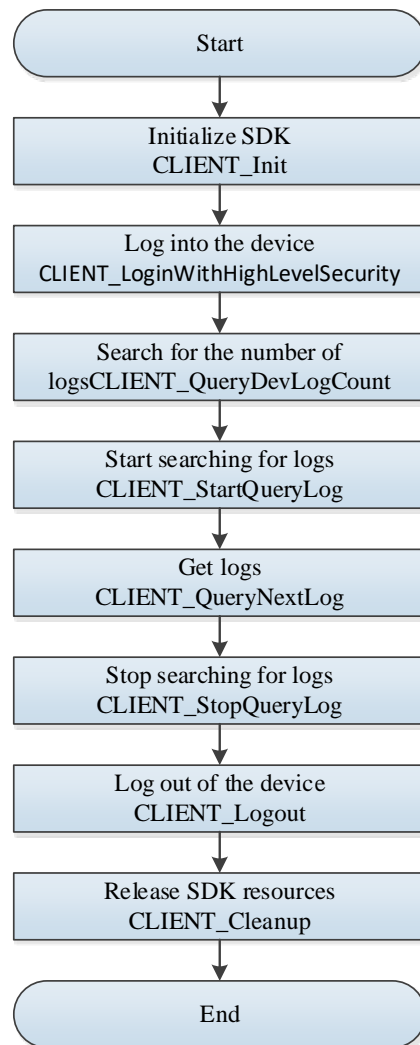 Start
Initialize SDK
CLIENT_Init
Log into the device
CLIENT_LoginWithHighLevelSecurity
Search for the number of
logsCLIENT_QueryDevLogCount
Start searching for logs
CLIENT_StartQueryLog
Get logs
CLIENT_QueryNextLog
Stop searching for logs
CLIENT_StopQueryLog
Log out of the device
CLIENT_Logout
Release SDK resources
CLIENT_Cleanup
End